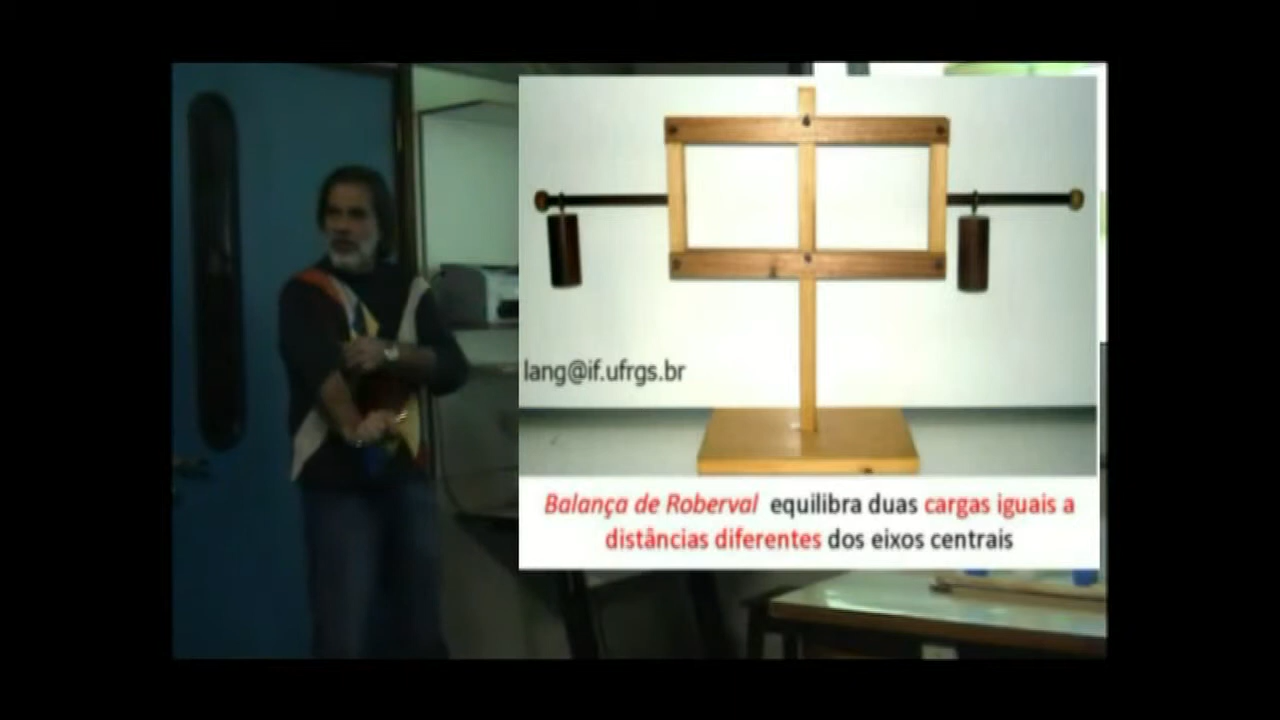 lang@if.ufrgs.br
Balança de Roberval equilibra duas cargas iguais a
distâncias diferentes dos eixos centrais